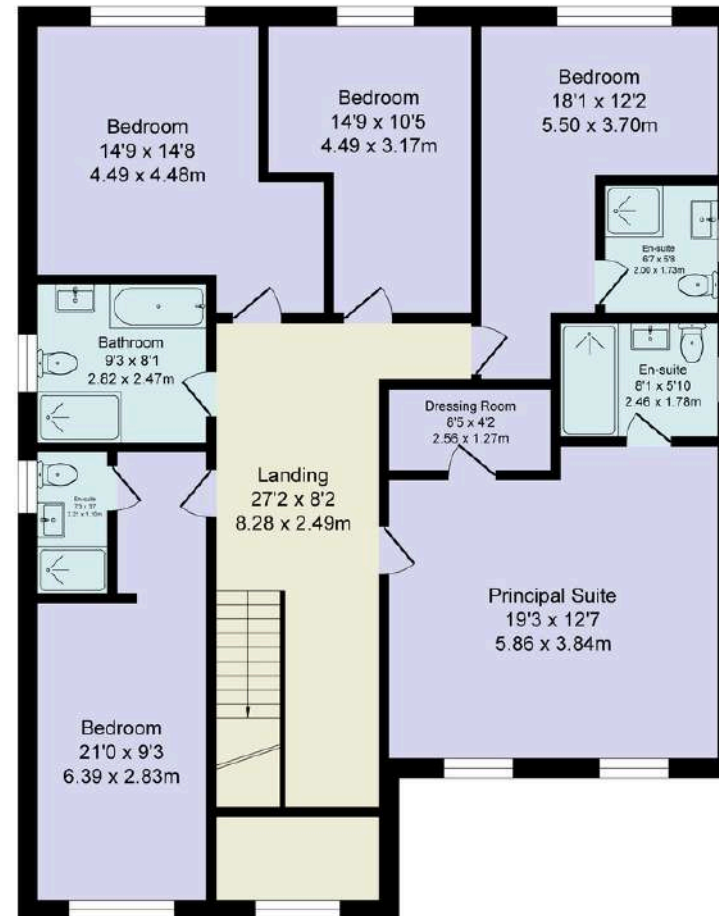 Bedroom
14'9 x 14'8
4.49 x 4.48m
Bedroom
14'9 x 10'5
4.49 x 3.17m
Bedroom
18'1 x 12'2
5.50 x 3.70m
En-suite
6'7 x 5'8
2.00 x 1.73m
Bathroom
9'3 x 8'1
2.82 x 2.47m
En-suite
8'1 x 5'10
2.46 x 1.78m
Dressing Room
8'5 x 4'2
2.56 x 1.27m
Landing
27'2 x 8'2
8.28 x 2.49m
En-suite
Principal Suite
19'3 x 12'7
5.86 x 3.84m
Bedroom
21'0 x 9'3
6.39 x 2.83m